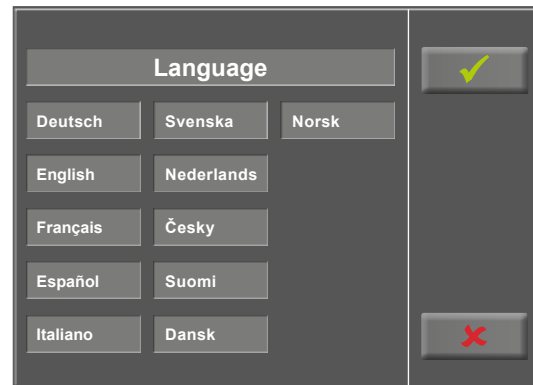 Language
Deutsch Svenska Norsk
English Nederlands
Français Česky
Español Suomi
Italiano Dansk